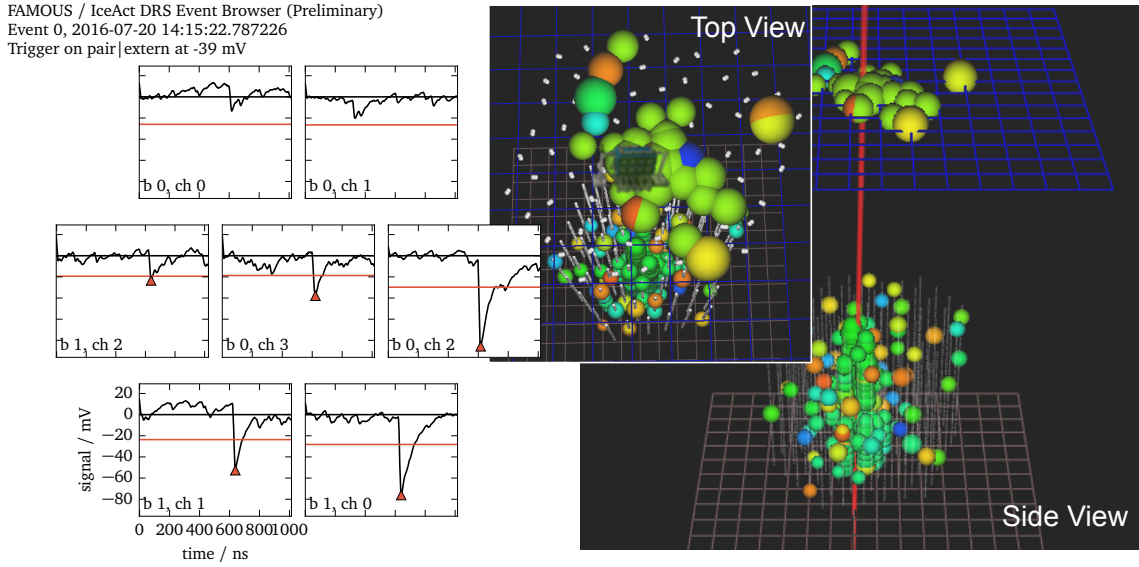 FAMOUS / IceAct DRS Event Browser (Preliminary)
Event 0, 2016-07-20 14:15:22.787226
Trigger on pair|extern at -39 mV
Top View
b 0, ch 0
b 0, ch 1
b 1, ch 2
b 0, ch 3
b 0, ch 2
20
0
−20
−40
−60
−80
signal / mV
b 1, ch 1
b 1, ch 0
0 200 400 600 800 1000
time / ns
Side View